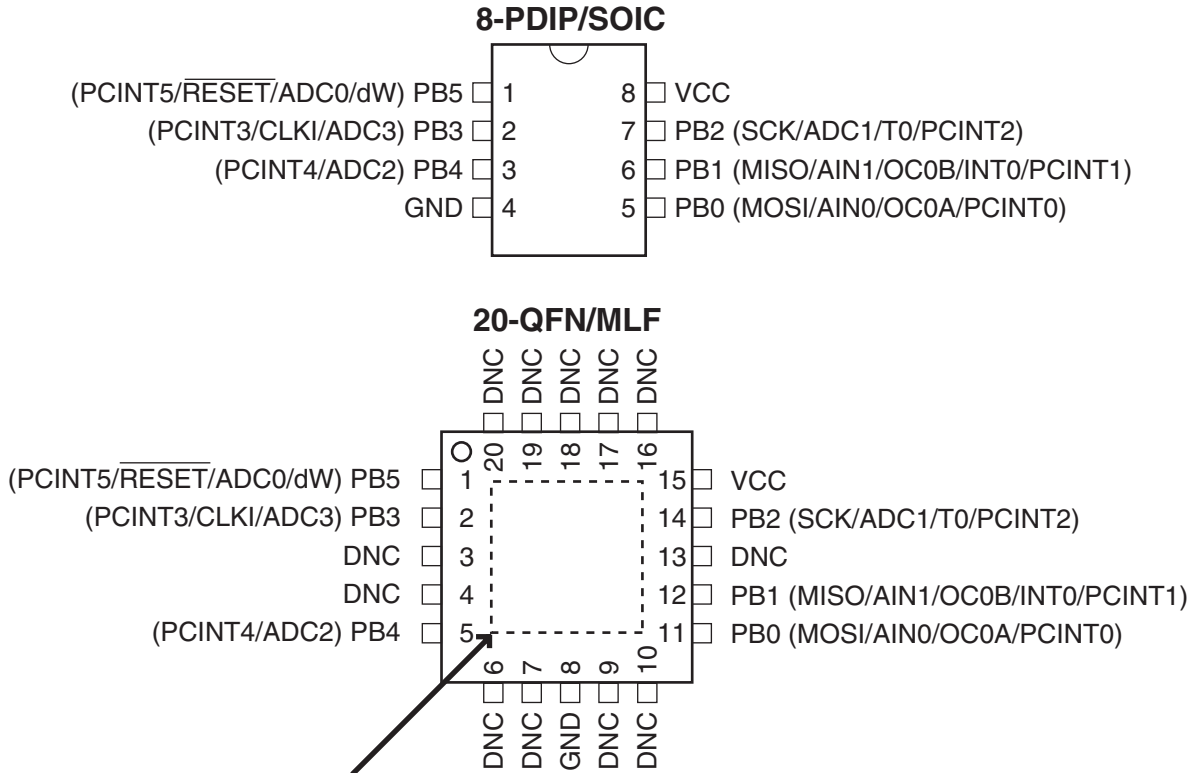 8-PDIP/SOIC
(PCINT5/RESET/ADC0/dW) PB5 1 8 VCC
(PCINT3/CLKI/ADC3) PB3 2 7 PB2 (SCK/ADC1/T0/PCINT2)
(PCINT4/ADC2) PB4 3 6 PB1 (MISO/AIN1/OC0B/INT0/PCINT1)
GND 4 5 PB0 (MOSI/AIN0/OC0A/PCINT0)
20-QFN/MLF
DNC DNC DNC DNC DNC
20 19 18 17 16
(PCINT5/RESET/ADC0/dW) PB5 1 15 VCC
(PCINT3/CLKI/ADC3) PB3 2 14 PB2 (SCK/ADC1/T0/PCINT2)
DNC 3 13 DNC
DNC 4 12 PB1 (MISO/AIN1/OC0B/INT0/PCINT1)
(PCINT4/ADC2) PB4 5 11 PB0 (MOSI/AIN0/OC0A/PCINT0)
6 7 8 9 10
DNC DNC GND DNC DNC